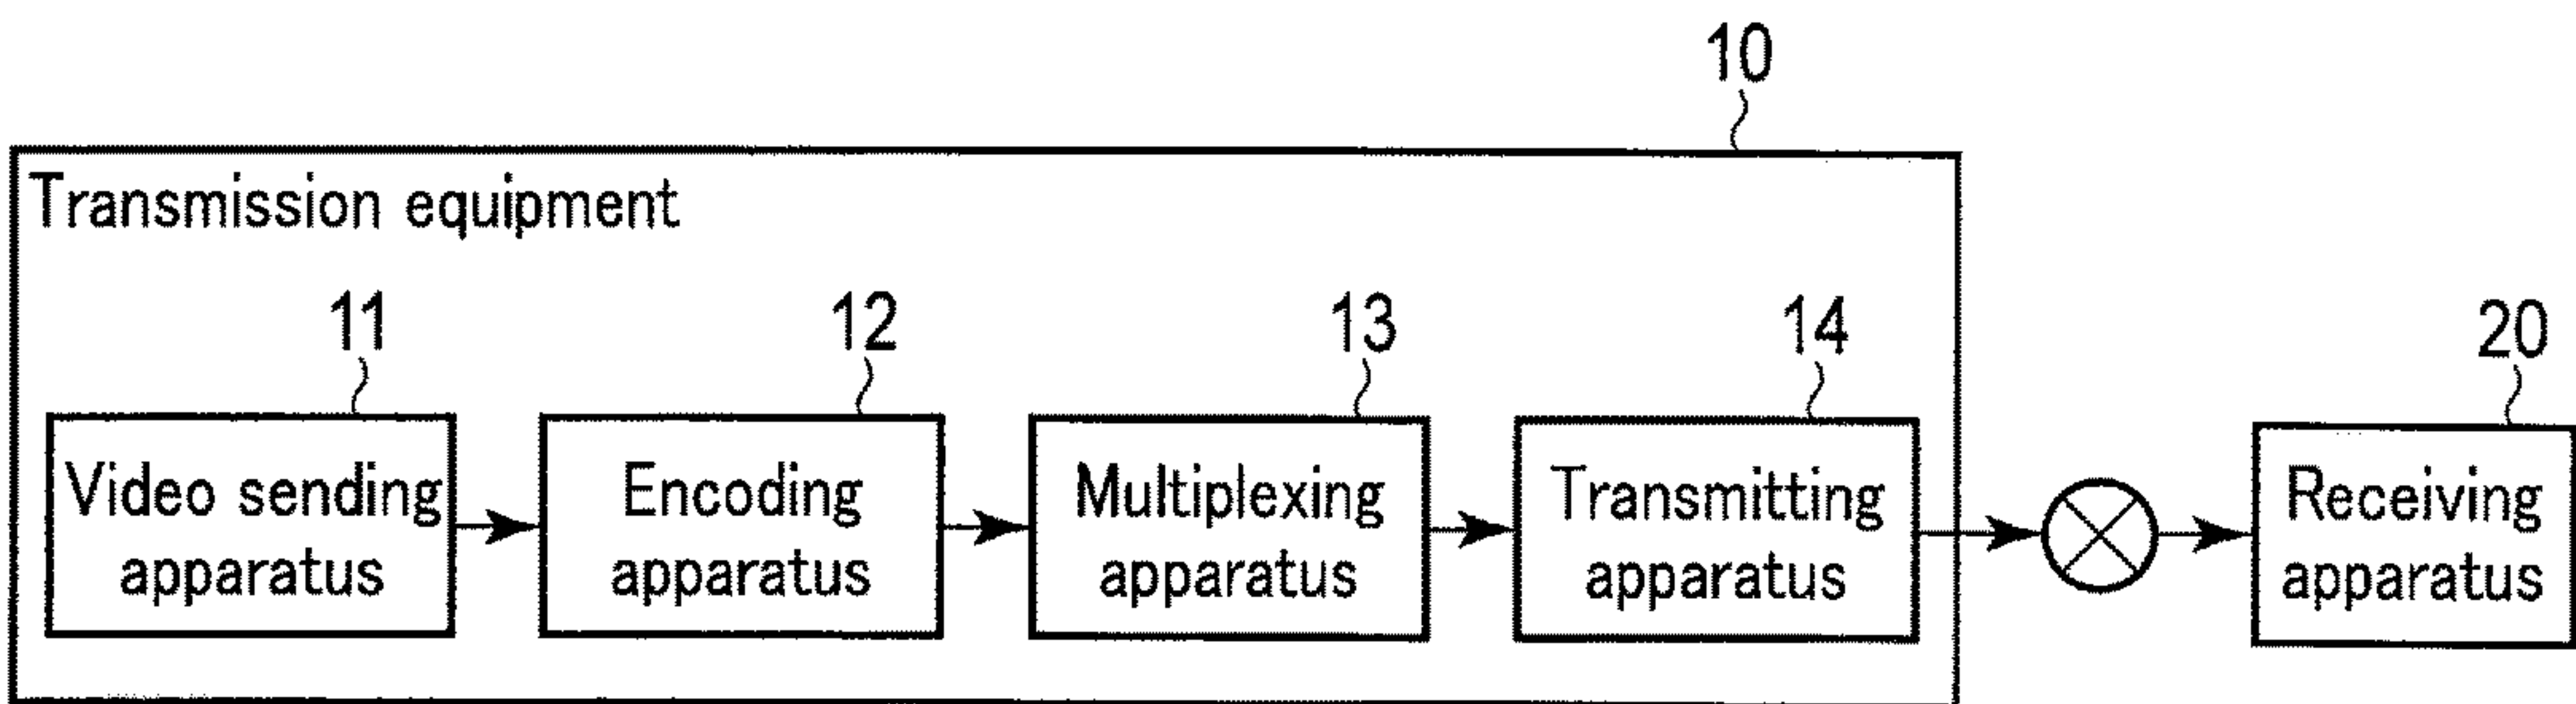 10
Transmission equipment
11
12
13
14
20
Video sending
apparatus
Encoding
apparatus
Multiplexing
apparatus
Transmitting
apparatus
Receiving
apparatus